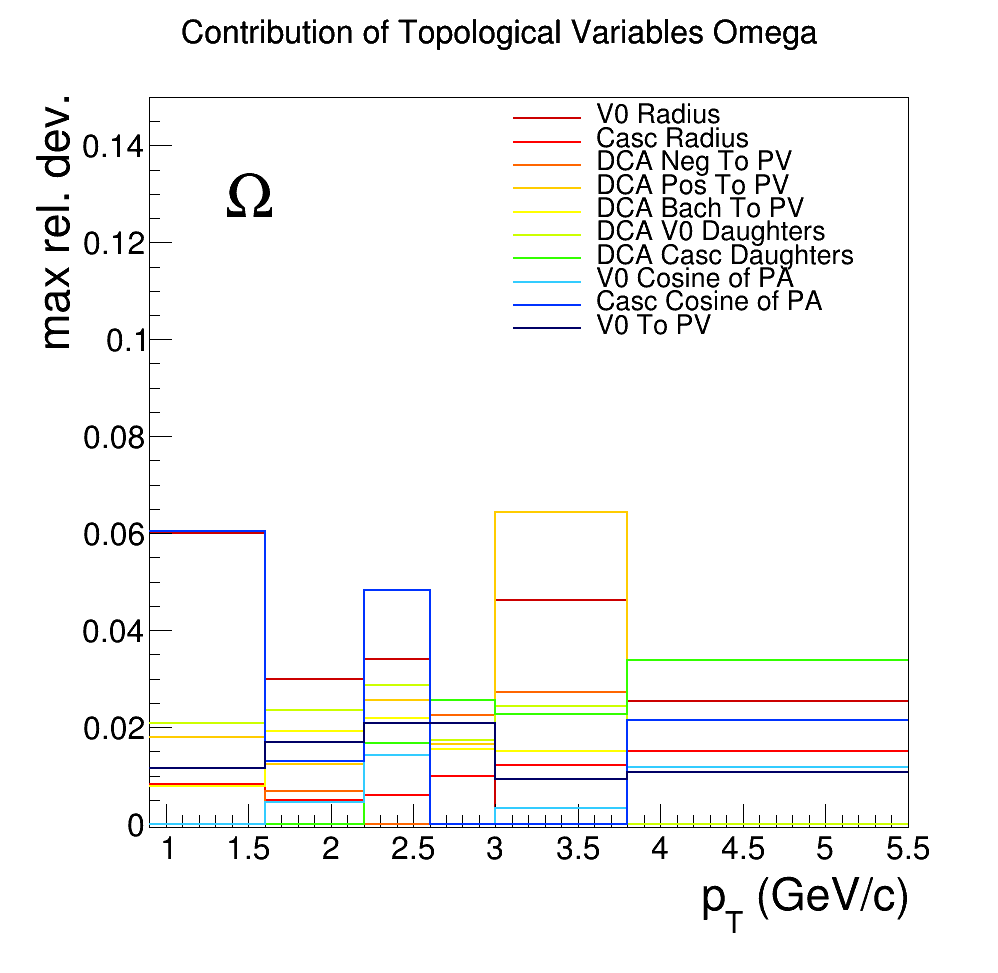 Contribution of Topological Variables Omega
max rel. dev.
0.14
0.12
0.1
0.08
0.06
0.04
0.02
0
Ω
V0 Radius
Casc Radius
DCA Neg To PV
DCA Pos To PV
DCA Bach To PV
DCA V0 Daughters
DCA Casc Daughters
V0 Cosine of PA
Casc Cosine of PA
V0 To PV
1 1.5 2 2.5 3 3.5 4 4.5 5 5.5
p_T (GeV/c)